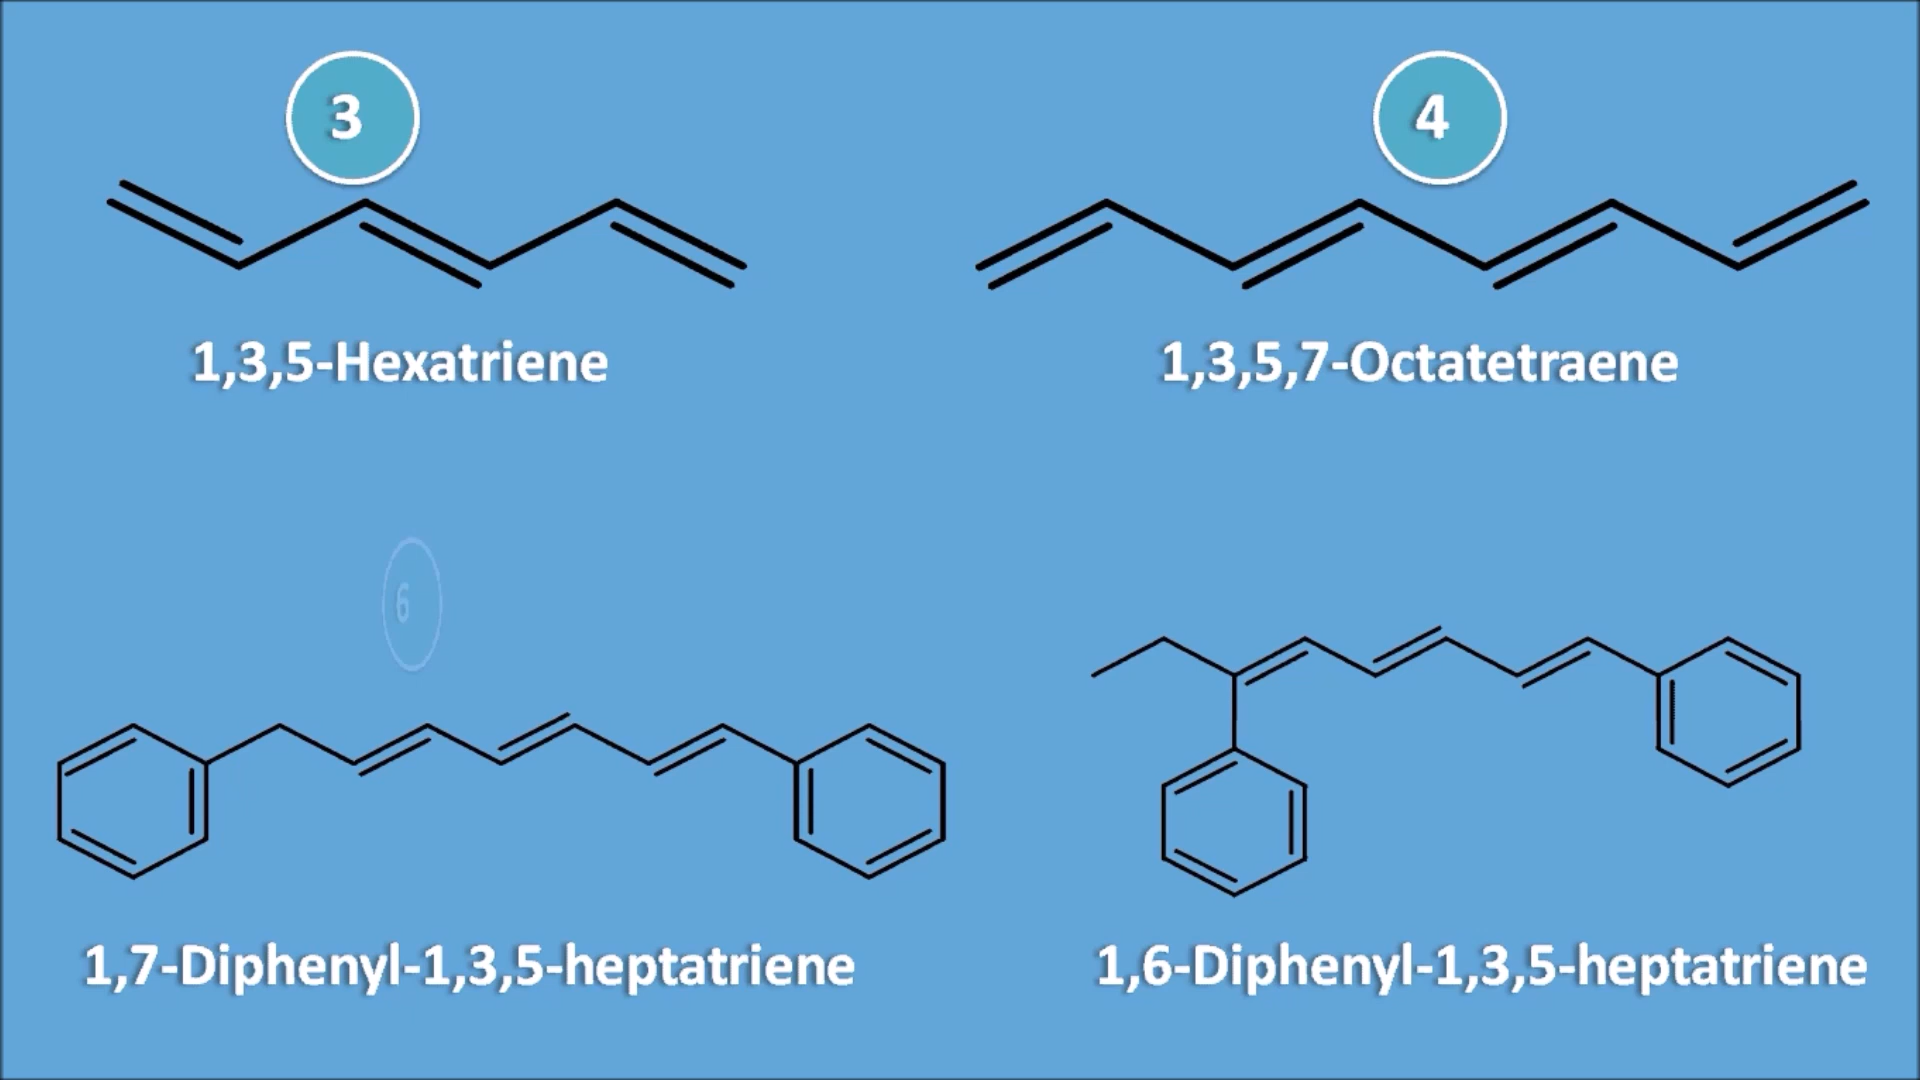 3
4
1,3,5-Hexatriene
1,3,5,7-Octatetraene
6
1,7-Diphenyl-1,3,5-heptatriene
1,6-Diphenyl-1,3,5-heptatriene